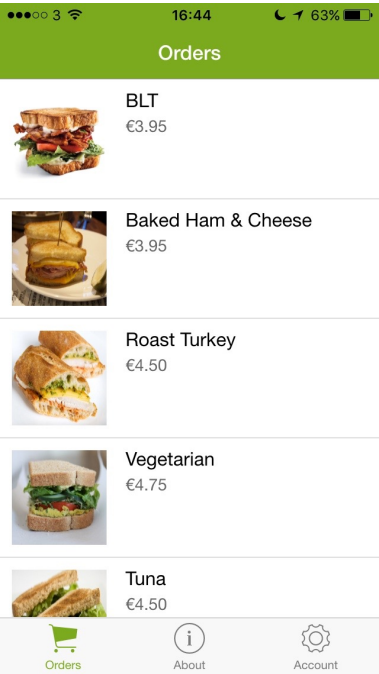 3 16:44 63%
Orders
BLT
€3.95
Baked Ham & Cheese
€3.95
Roast Turkey
€4.50
Vegetarian
€4.75
Tuna
€4.50
Orders About Account